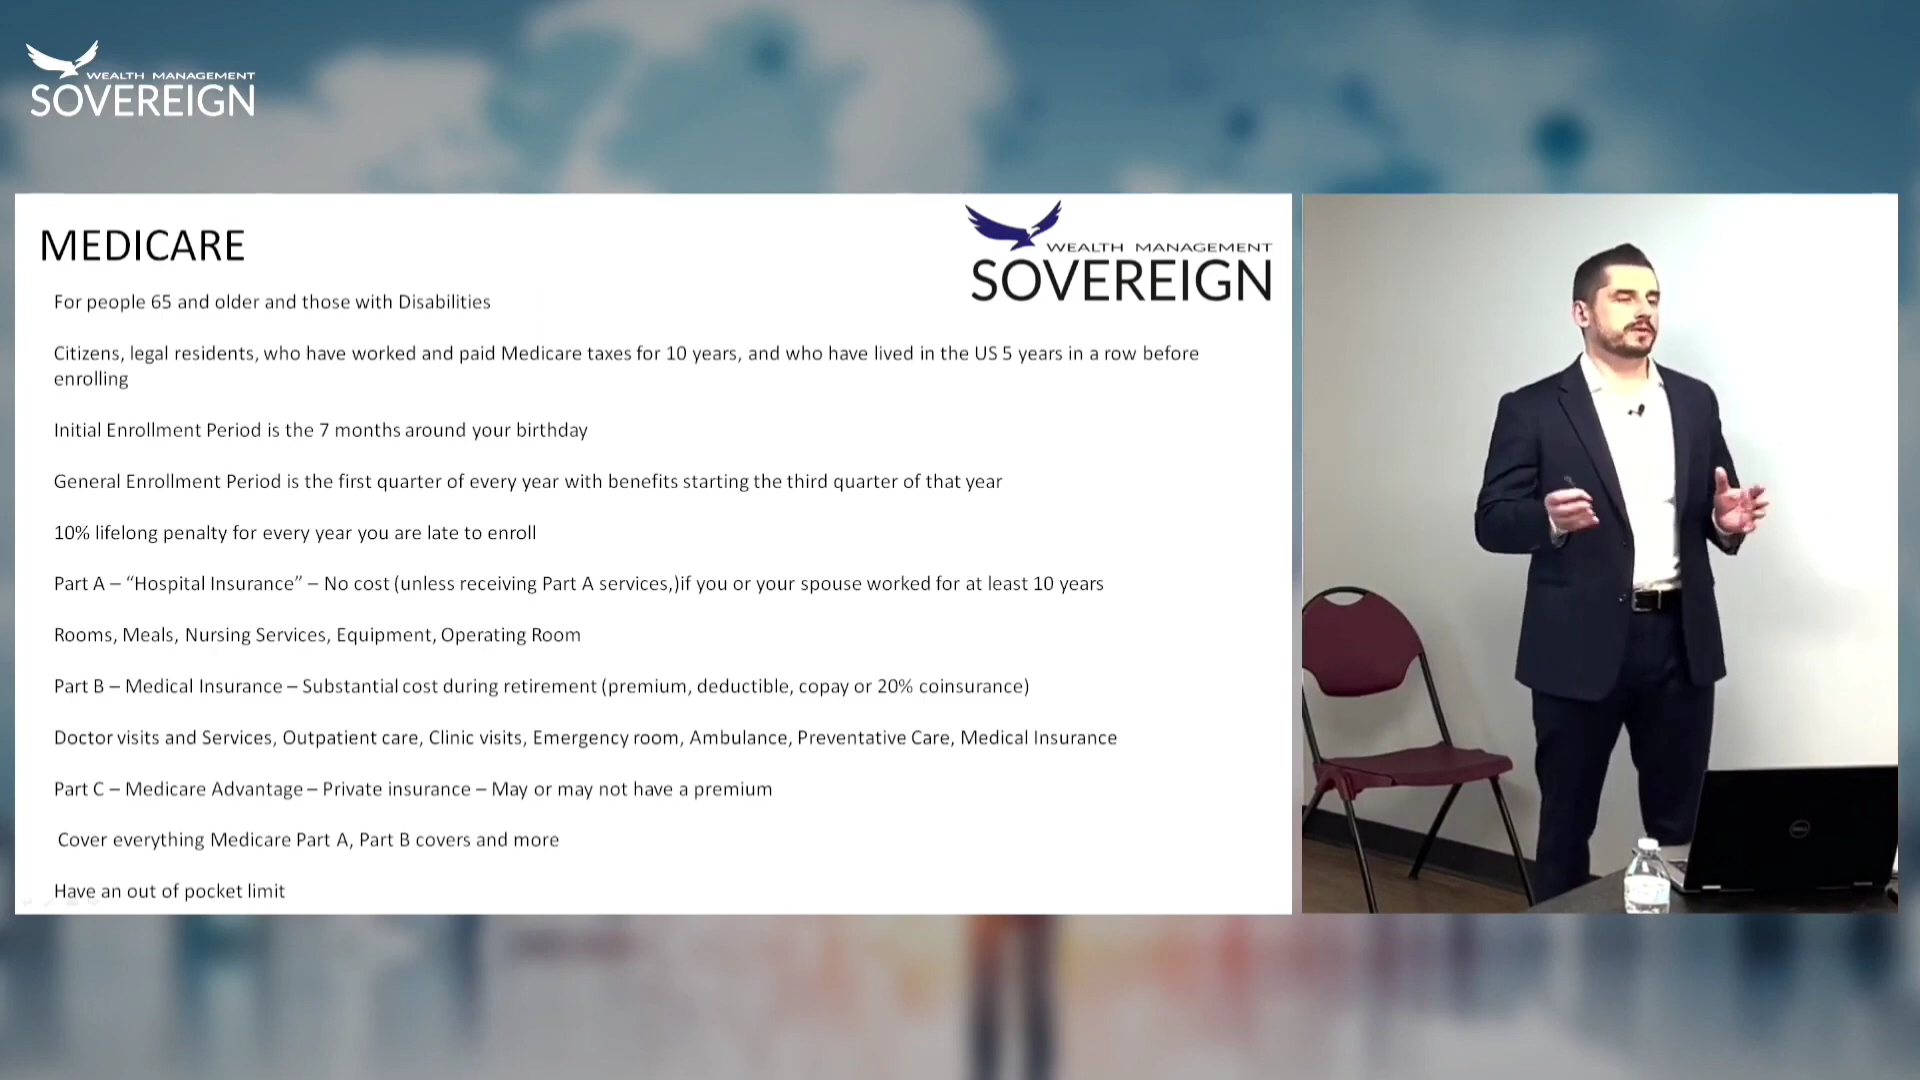 WEALTH MANAGEMENT
SOVEREIGN
MEDICARE
WEALTH MANAGEMENT
SOVEREIGN
For people 65 and older and those with Disabilities
Citizens, legal residents, who have worked and paid Medicare taxes for 10 years, and who have lived in the US 5 years in a row before
enrolling
Initial Enrollment Period is the 7 months around your birthday
General Enrollment Period is the first quarter of every year with benefits starting the third quarter of that year
10% lifelong penalty for every year you are late to enroll
Part A – “Hospital Insurance” – No cost (unless receiving Part A services,)if you or your spouse worked for at least 10 years
Rooms, Meals, Nursing Services, Equipment, Operating Room
Part B – Medical Insurance – Substantial cost during retirement (premium, deductible, copay or 20% coinsurance)
Doctor visits and Services, Outpatient care, Clinic visits, Emergency room, Ambulance, Preventative Care, Medical Insurance
Part C – Medicare Advantage – Private insurance – May or may not have a premium
Cover everything Medicare Part A, Part B covers and more
Have an out of pocket limit
DELL